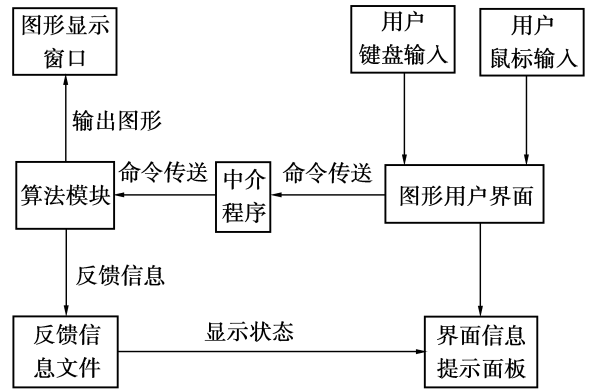 图形显示
窗口
用户
键盘输入
用户
鼠标输入
输出图形
算法模块
命令传送
中介
程序
命令传送
图形用户界面
反馈信息
反馈信
息文件
显示状态
界面信息
提示面板